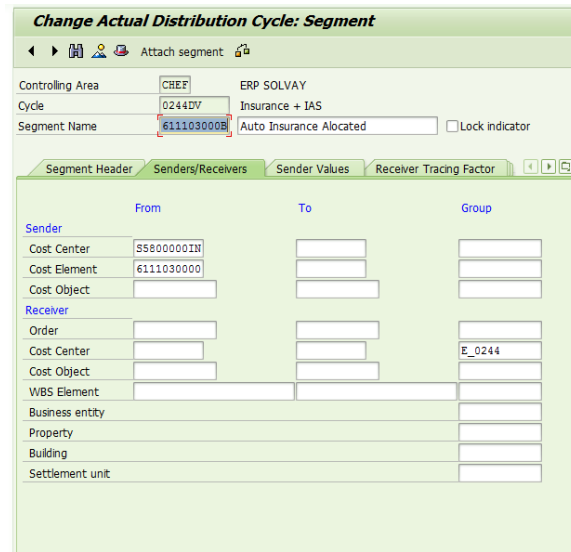 Change Actual Distribution Cycle: Segment
Attach segment
Controlling Area CHEF ERP SOLVAY
Cycle 0244DV Insurance + IAS
Segment Name 611103000B Auto Insurance Alocated Lock indicator
Segment Header Senders/Receivers Sender Values Receiver Tracing Factor
From To Group
Sender
Cost Center S5800000IN
Cost Element 6111030000
Cost Object
Receiver
Order
Cost Center E_0244
Cost Object
WBS Element
Business entity
Property
Building
Settlement unit